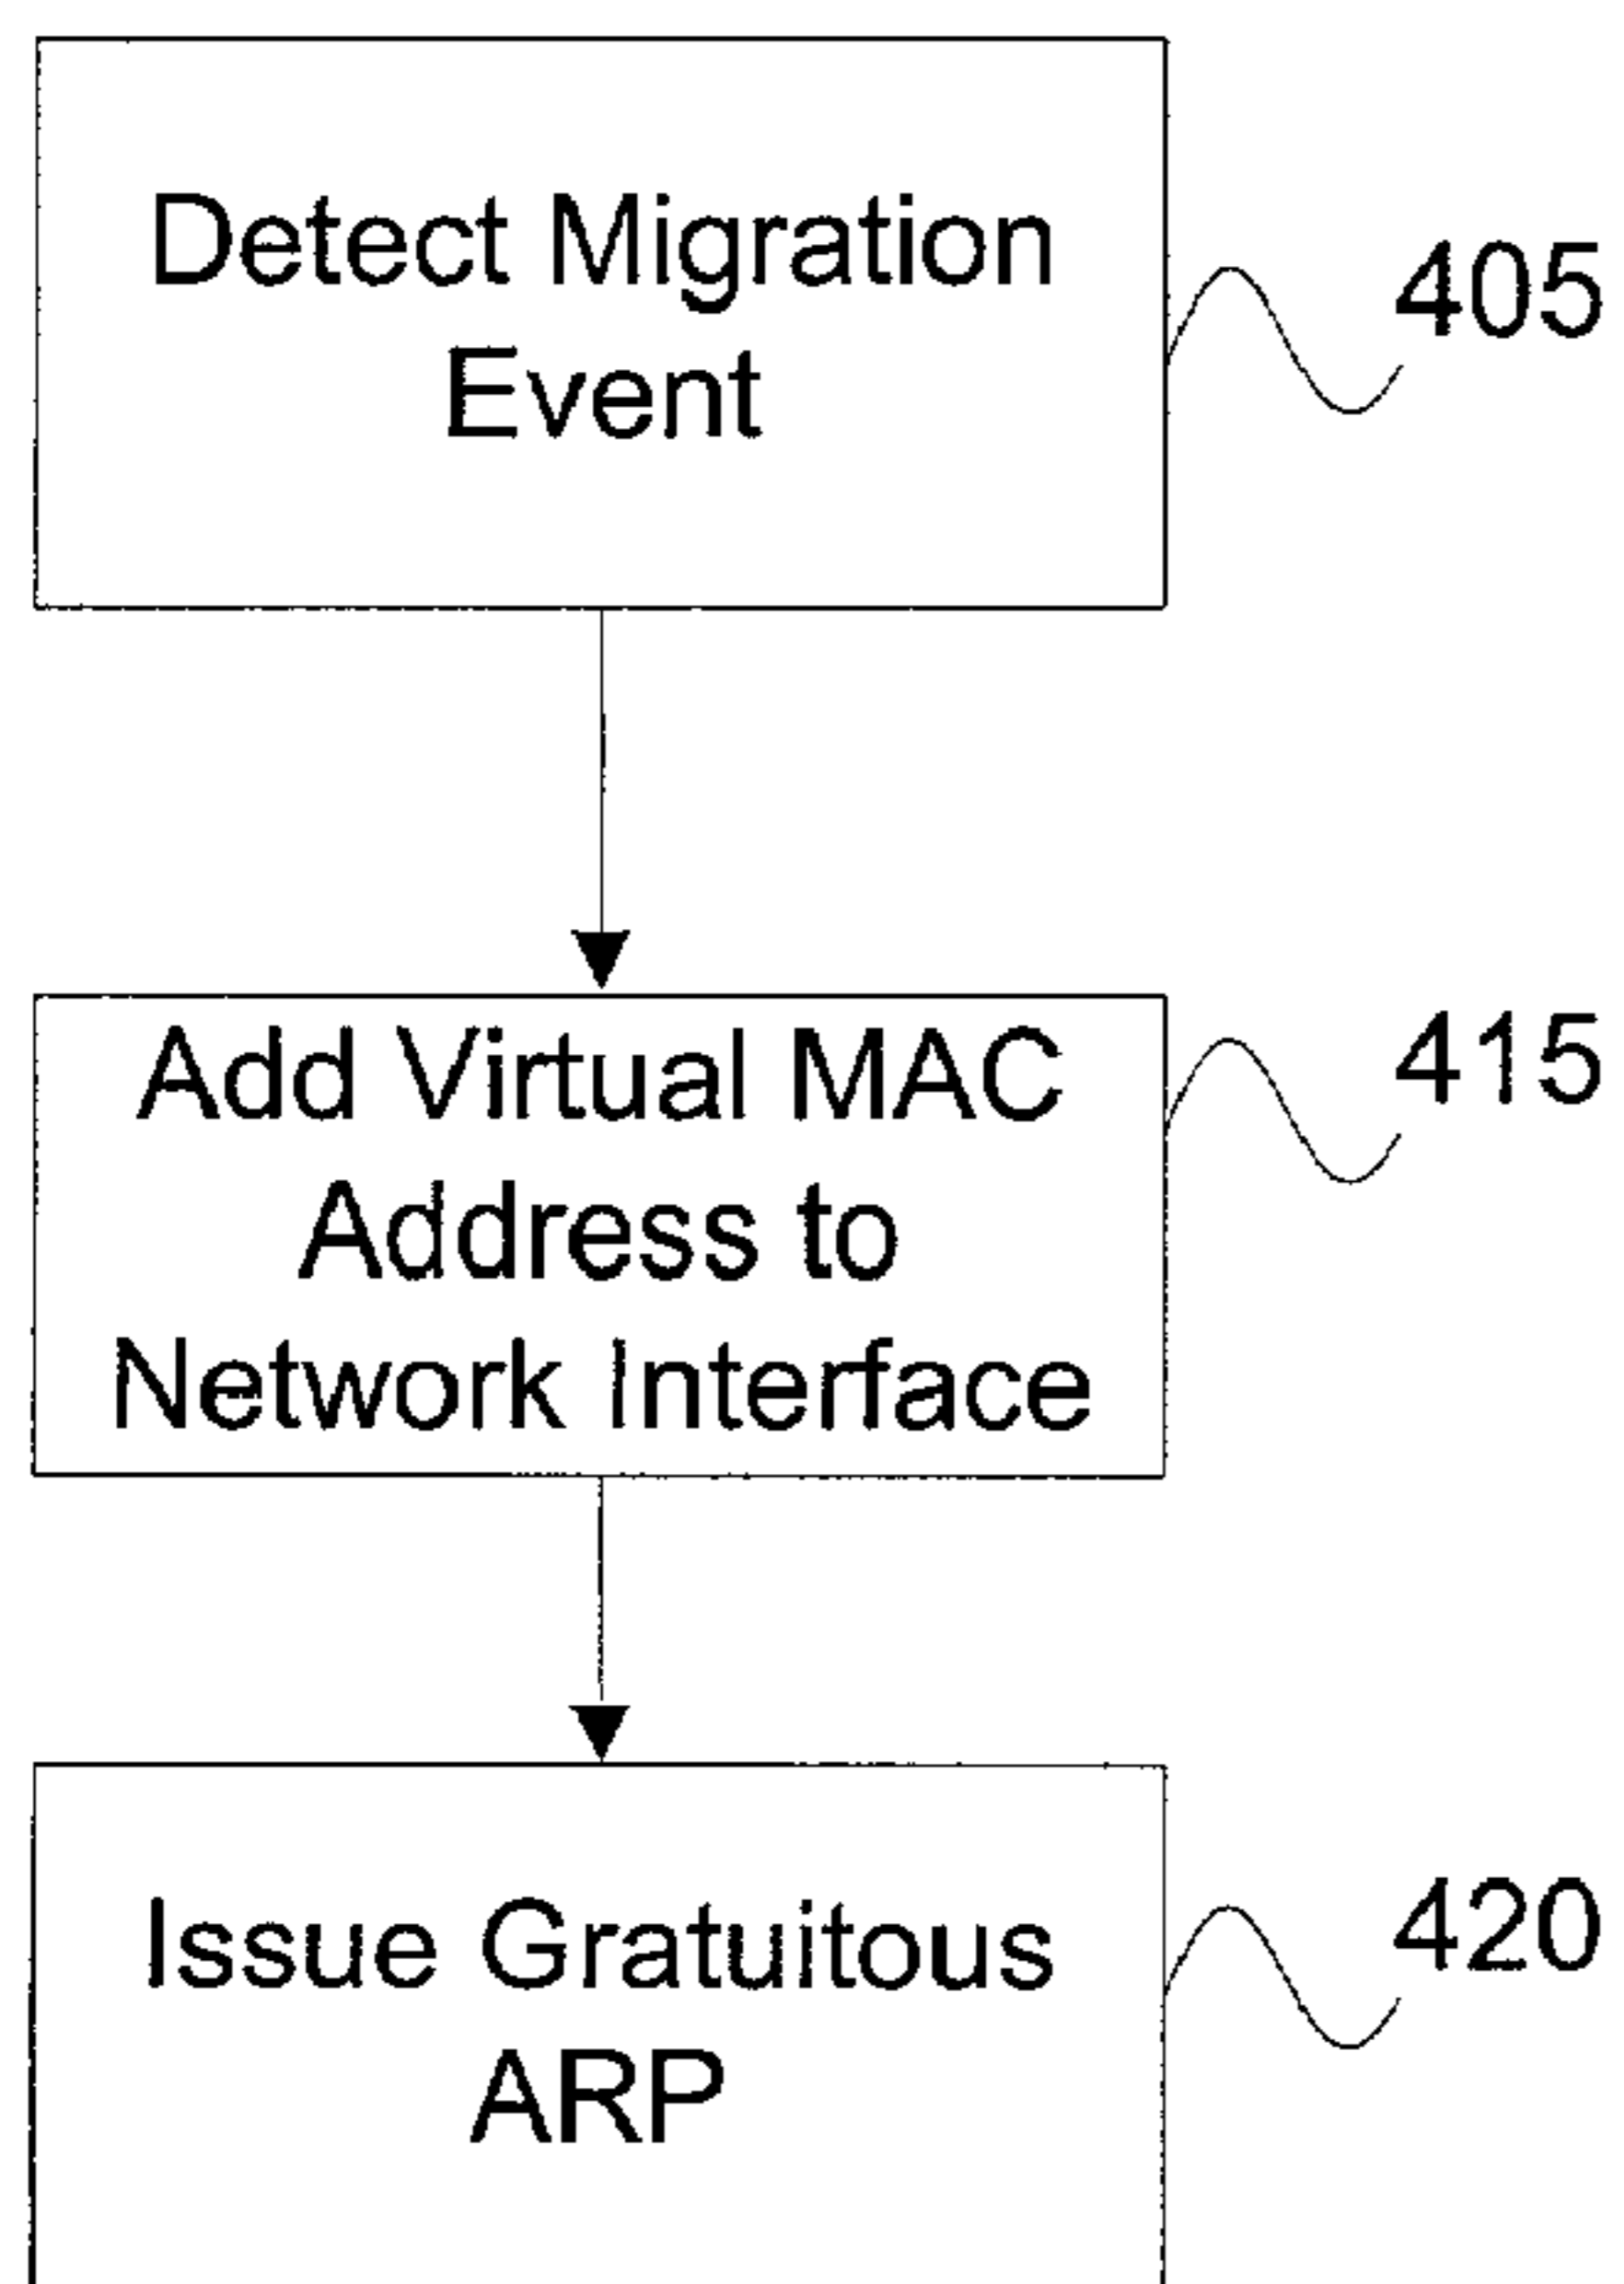 Detect Migration
Event
405
Add Virtual MAC
Address to
Network Interface
415
Issue Gratuitous
ARP
420